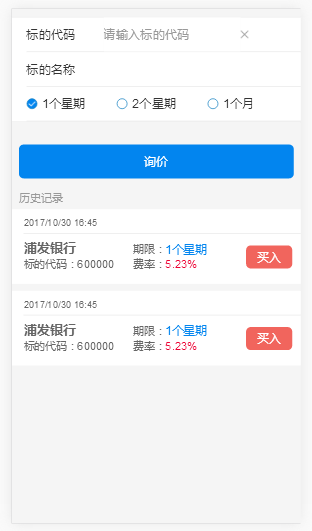 标的代码 请输入标的代码 ×
标的名称
1个星期 2个星期 1个月
询价
历史记录
2017/10/30 16:45
浦发银行 期限 : 1个星期
标的代码 : 600000 费率 : 5.23% 买入
2017/10/30 16:45
浦发银行 期限 : 1个星期
标的代码 : 600000 费率 : 5.23% 买入